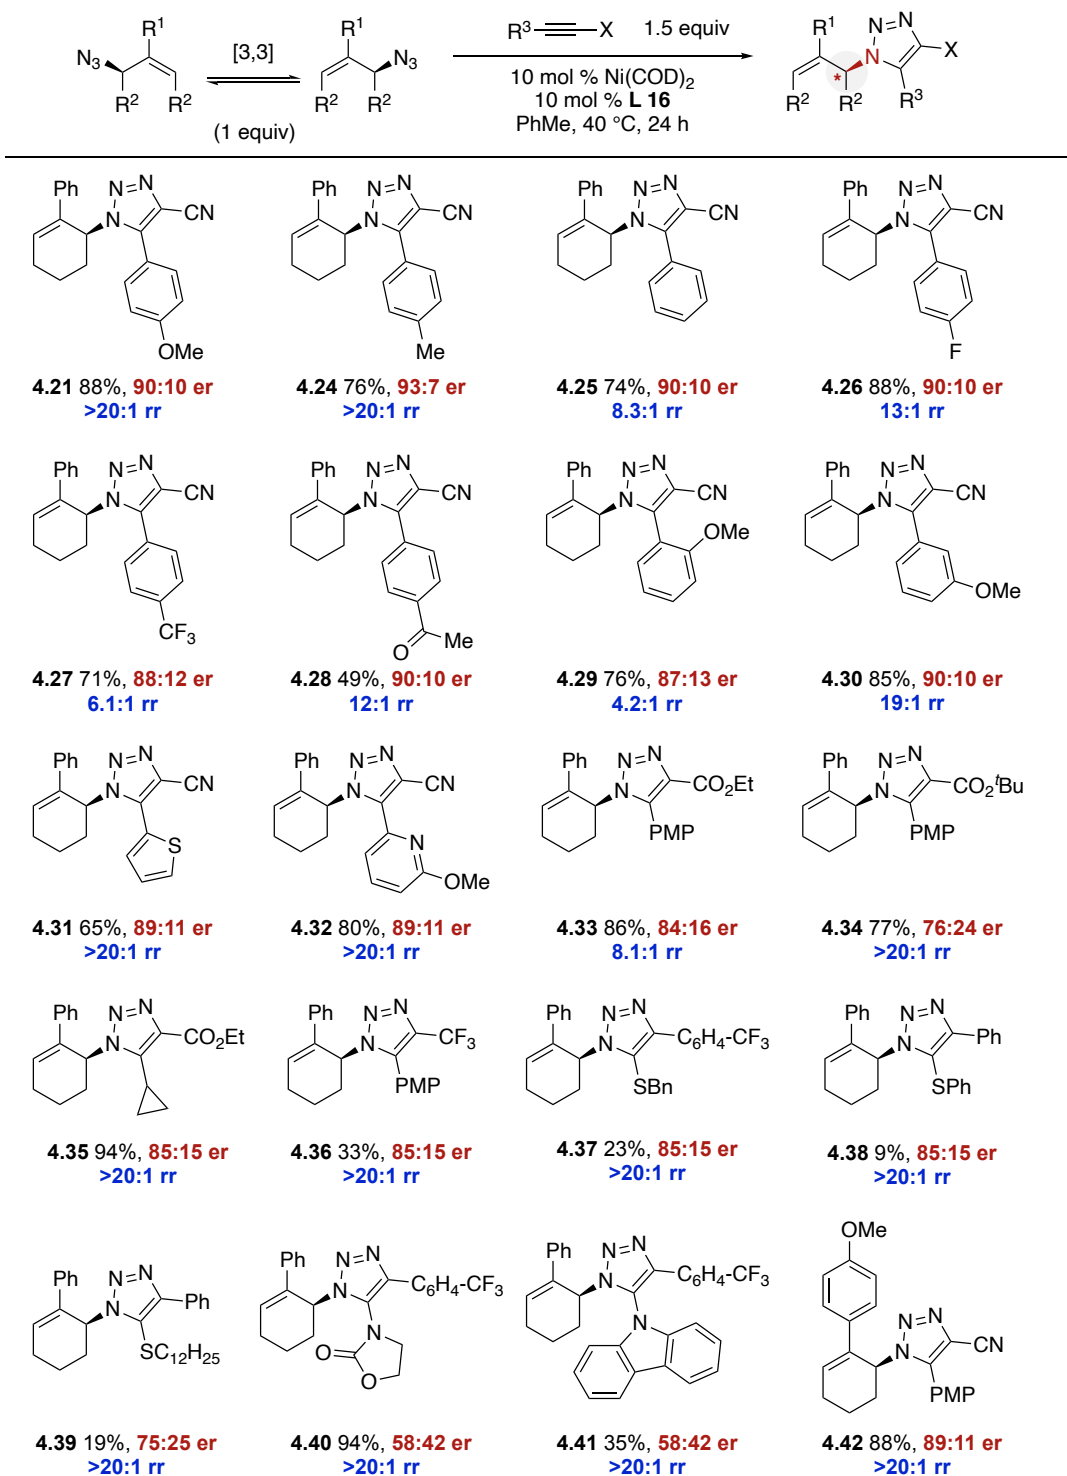 R1
R1
N3
[3,3]
N3
R3 X 1.5 equiv
R1
N=N
N X
R2 R2
R2 R2
(1 equiv)
10 mol % Ni(COD)2
10 mol % L 16
PhMe, 40 °C, 24 h
*
R2 R2 R3
Ph N=N N CN
OMe
Ph N=N N CN
Me
Ph N=N N CN
Ph N=N N CN
F
4.21 88%, 90:10 er
>20:1 rr
4.24 76%, 93:7 er
>20:1 rr
4.25 74%, 90:10 er
8.3:1 rr
4.26 88%, 90:10 er
13:1 rr
Ph N=N N CN
CF3
Ph N=N N CN
O Me
Ph N=N N CN
OMe
Ph N=N N CN
OMe
4.27 71%, 88:12 er
6.1:1 rr
4.28 49%, 90:10 er
12:1 rr
4.29 76%, 87:13 er
4.2:1 rr
4.30 85%, 90:10 er
19:1 rr
Ph N=N N CN
S
Ph N=N N CN
N
OMe
Ph N=N N CO2Et
PMP
Ph N=N N CO2tBu
PMP
4.31 65%, 89:11 er
>20:1 rr
4.32 80%, 89:11 er
>20:1 rr
4.33 86%, 84:16 er
8.1:1 rr
4.34 77%, 76:24 er
>20:1 rr
Ph N=N N CO2Et
Ph N=N N CF3
PMP
Ph N=N N C6H4-CF3
SBn
Ph N=N N Ph
SPh
4.35 94%, 85:15 er
>20:1 rr
4.36 33%, 85:15 er
>20:1 rr
4.37 23%, 85:15 er
>20:1 rr
4.38 9%, 85:15 er
>20:1 rr
Ph N=N N Ph
SC12H25
Ph N=N N C6H4-CF3
N
O
O
Ph N=N N C6H4-CF3
N
OMe
N=N N CN
PMP
4.39 19%, 75:25 er
>20:1 rr
4.40 94%, 58:42 er
>20:1 rr
4.41 35%, 58:42 er
>20:1 rr
4.42 88%, 89:11 er
>20:1 rr